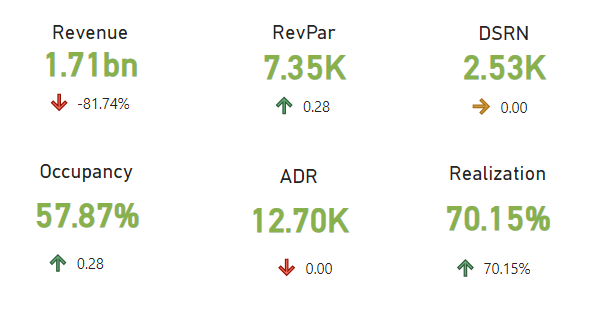 Revenue
1.71bn
-81.74%
RevPar
7.35K
0.28
DSRN
2.53K
0.00
Occupancy
57.87%
0.28
ADR
12.70K
0.00
Realization
70.15%
70.15%